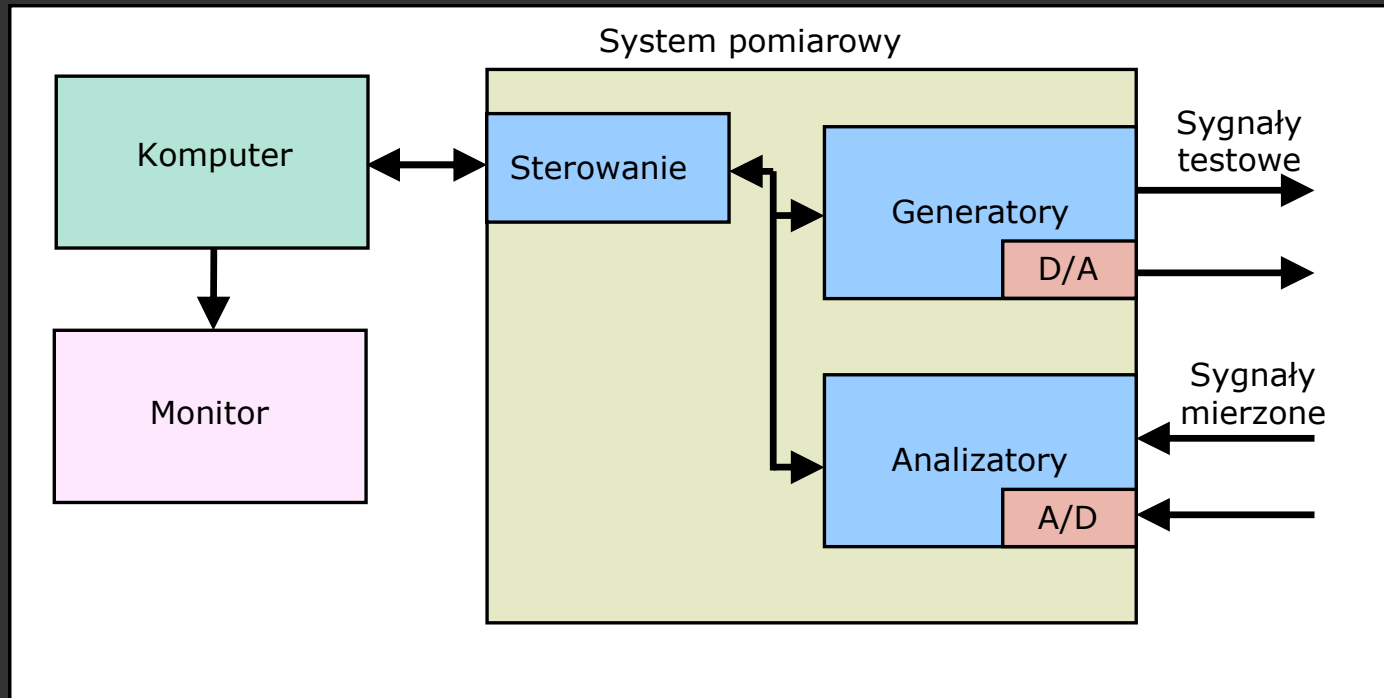 System pomiarowy
Komputer
Sterowanie
Generatory
D/A
Sygnały
testowe
Monitor
Analizatory
A/D
Sygnały
mierzone